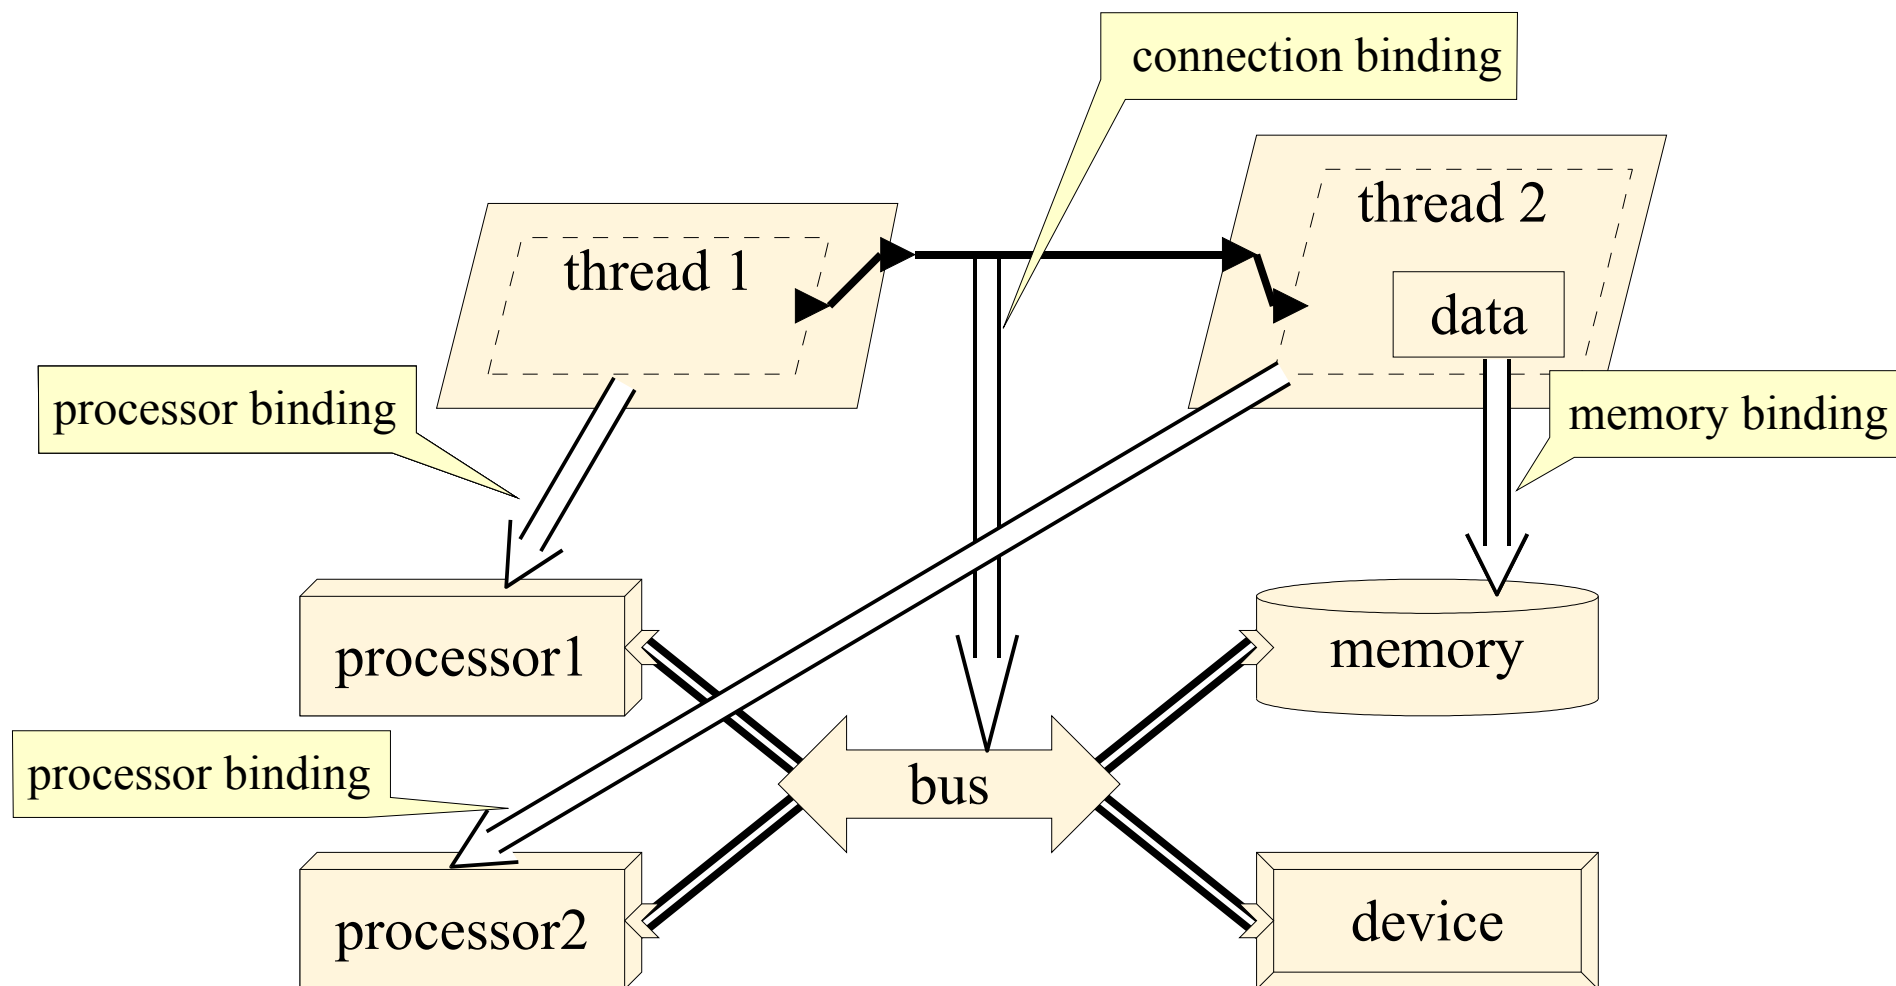 connection binding
thread 2
thread 1
data
processor binding
memory binding
processor1
memory
processor binding
bus
processor2
device